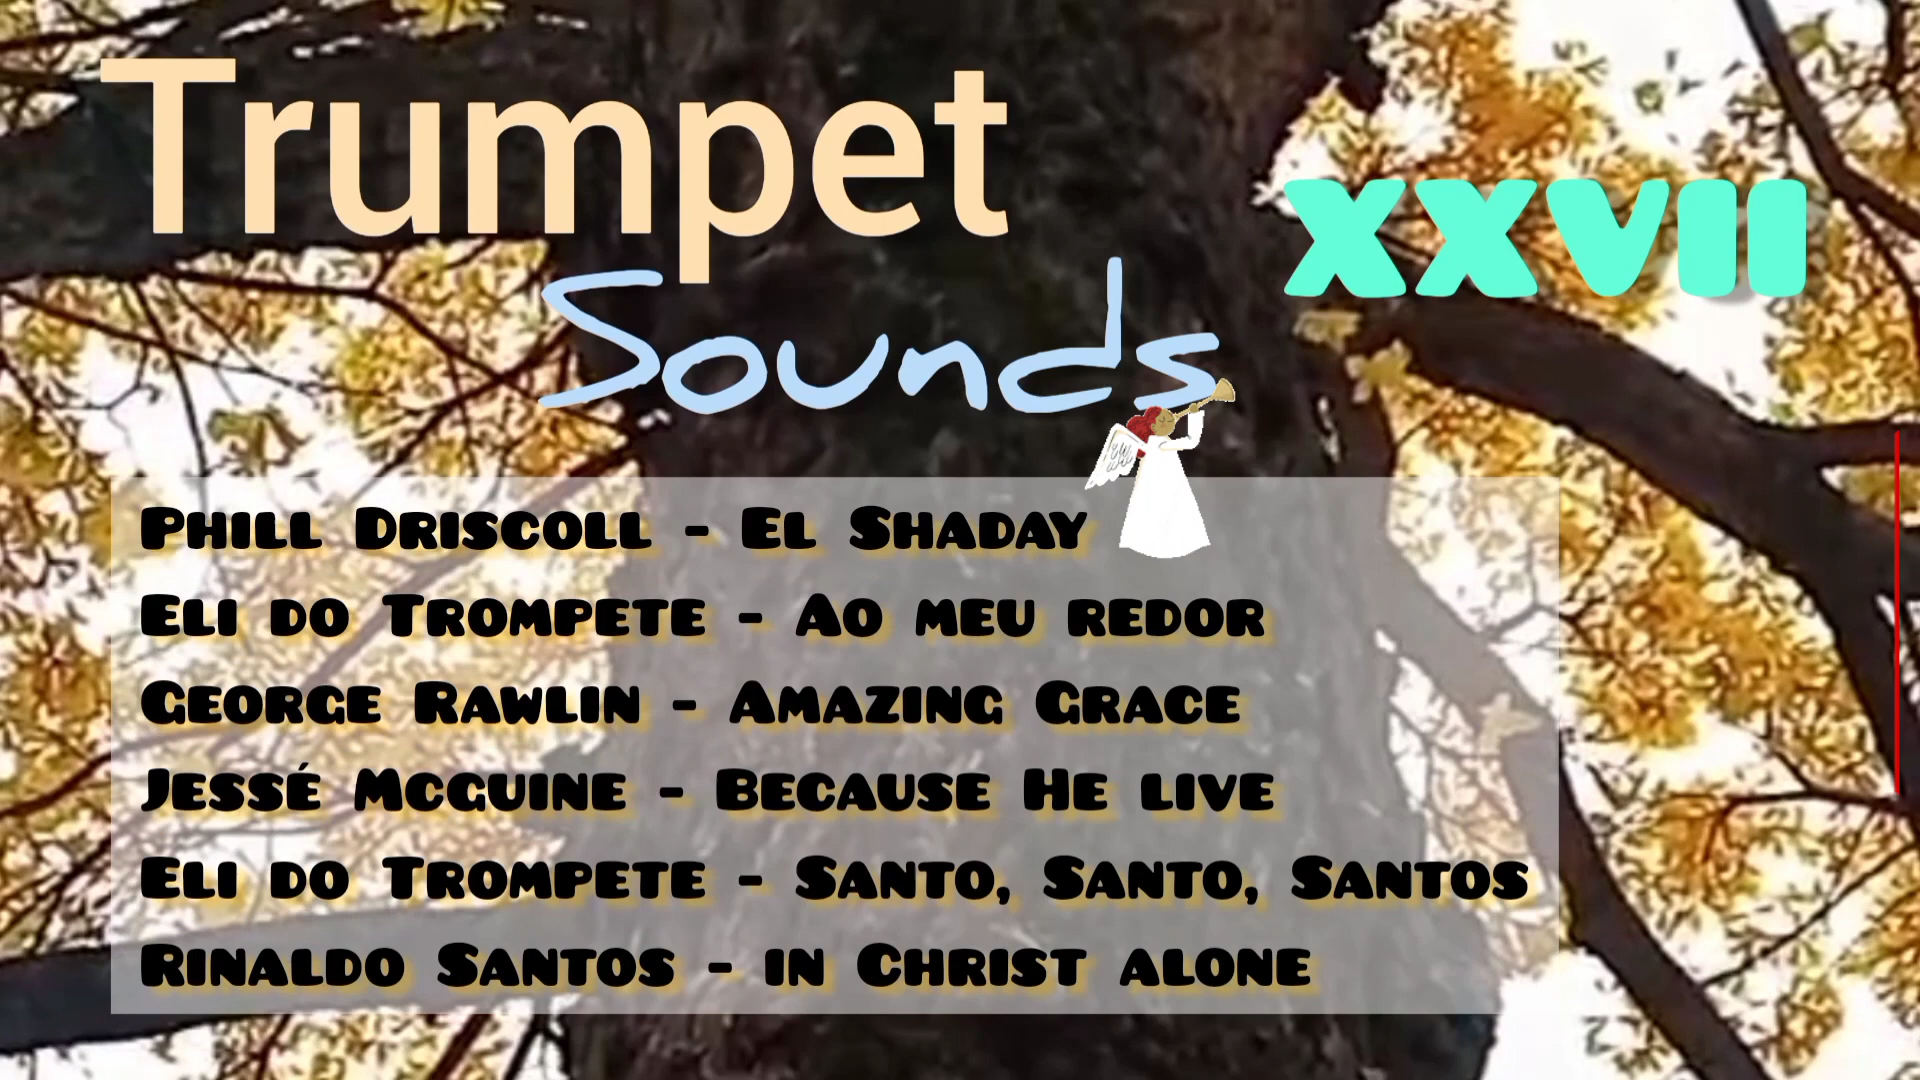 Trumpet
Sounds
XXVII
Phill Driscoll - El Shaday
Eli do Trompete - Ao meu redor
George Rawlin - Amazing Grace
Jessé Mcguine - Because He live
Eli do Trompete - Santo, Santo, Santos
Rinaldo Santos - in Christ alone